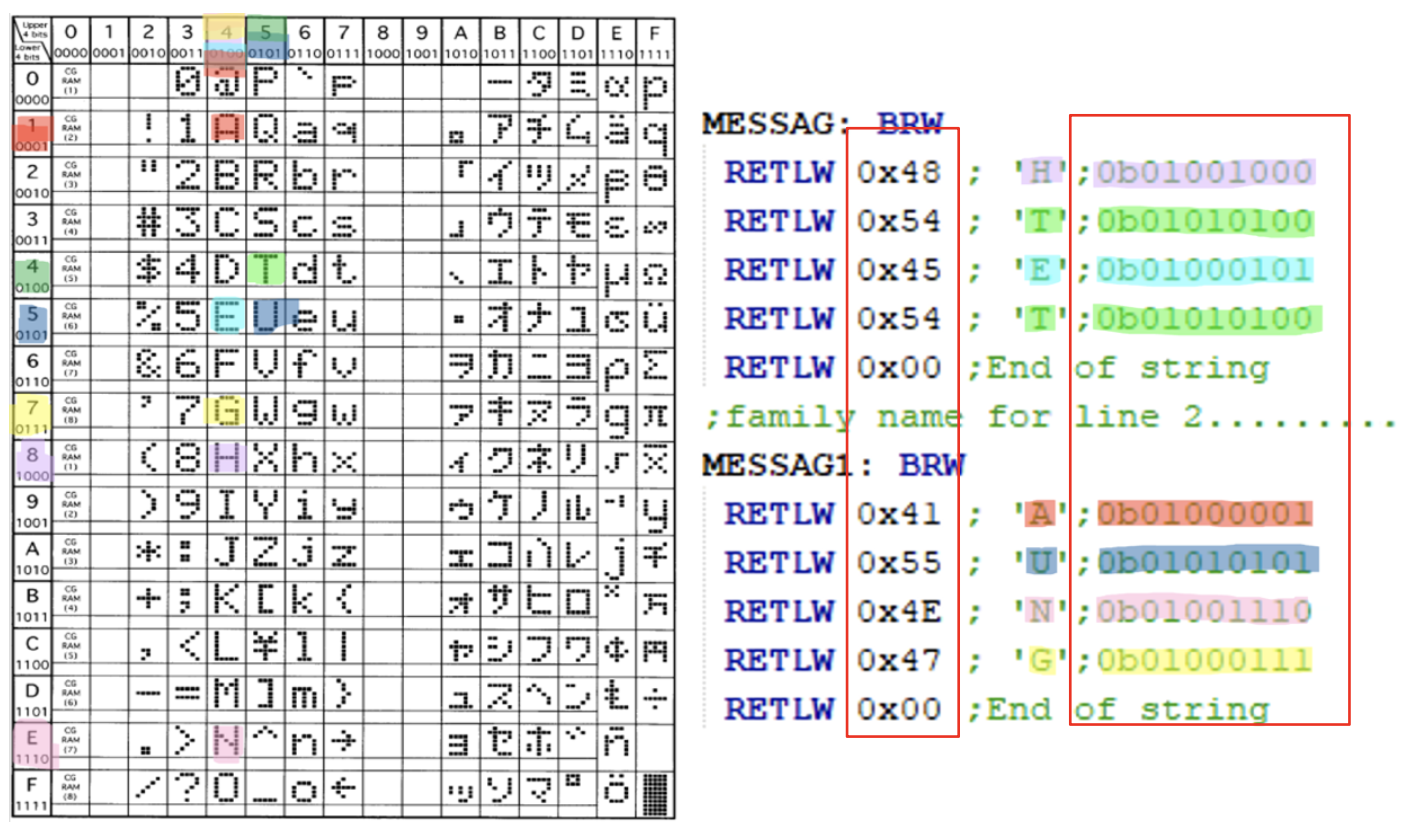 Upper 4 bits 0 1 2 3 4 5 6 7 8 9 A B C D E F
Lower 4 bits 0000 0001 0010 0011 0100 0101 0110 0111 1000 1001 1010 1011 1100 1101 1110 1111
0 0000 CG RAM (1) 0 @ P ` p ー タ ミ α p
1 0001 CG RAM (2) ! 1 A Q a q 。 ア チ ム ä q
2 0010 CG RAM (3) " 2 B R b r 「 イ ツ メ β θ
3 0011 CG RAM (4) # 3 C S c s 」 ウ テ モ ε ∞
4 0100 CG RAM (5) $ 4 D T d t 、 エ ト ヤ μ Ω
5 0101 CG RAM (6) % 5 E U e u ・ オ ナ ユ σ ü
6 0110 CG RAM (7) & 6 F V f v ヲ カ ニ ヨ ρ Σ
7 0111 CG RAM (8) ' 7 G W g w ァ キ ヌ ラ g π
8 1000 CG RAM (1) ( 8 H X h x ィ ク ネ リ √ x̄
9 1001 CG RAM (2) ) 9 I Y i y ゥ ケ ノ ル ⁻¹ y
A 1010 CG RAM (3) * : J Z j z ェ コ ハ レ j 千
B 1011 CG RAM (4) + ; K [ k { ォ サ ヒ ロ ˣ 万
C 1100 CG RAM (5) , < L ¥ l | ャ シ フ ワ ¢ 円
D 1101 CG RAM (6) - = M ] m } ュ ス ヘ ン £ ÷
E 1110 CG RAM (7) . > N ^ n → ョ セ ホ ゛ ñ
F 1111 CG RAM (8) / ? O _ o ← ッ ソ マ ゜ ö █
MESSAG: BRW
RETLW 0x48 ; 'H';0b01001000
RETLW 0x54 ; 'T';0b01010100
RETLW 0x45 ; 'E';0b01000101
RETLW 0x54 ; 'T';0b01010100
RETLW 0x00 ;End of string
;family name for line 2.........
MESSAG1: BRW
RETLW 0x41 ; 'A';0b01000001
RETLW 0x55 ; 'U';0b01010101
RETLW 0x4E ; 'N';0b01001110
RETLW 0x47 ; 'G';0b01000111
RETLW 0x00 ;End of string